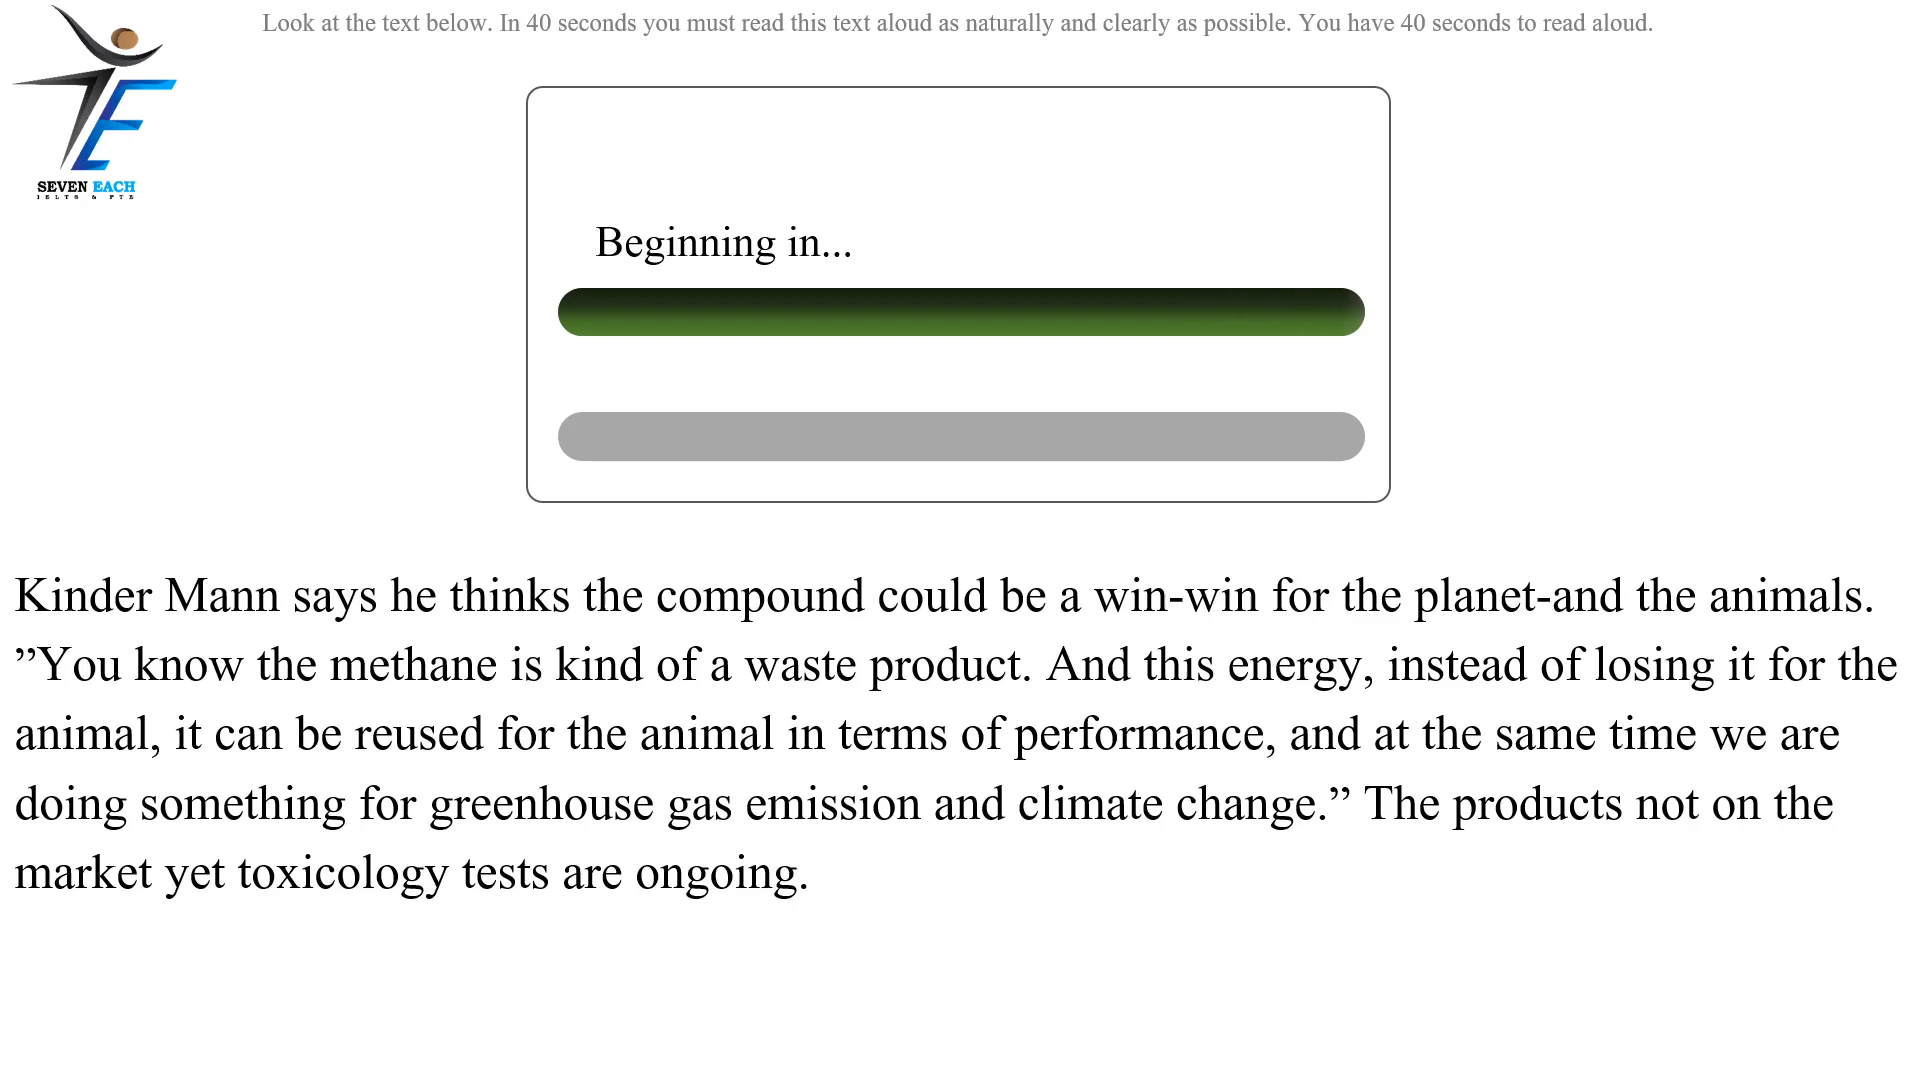 Look at the text below. In 40 seconds you must read this text aloud as naturally and clearly as possible. You have 40 seconds to read aloud.
SEVEN EACH
IELTS & PTE
Beginning in...
Kinder Mann says he thinks the compound could be a win-win for the planet-and the animals.
”You know the methane is kind of a waste product. And this energy, instead of losing it for the
animal, it can be reused for the animal in terms of performance, and at the same time we are
doing something for greenhouse gas emission and climate change.” The products not on the
market yet toxicology tests are ongoing.